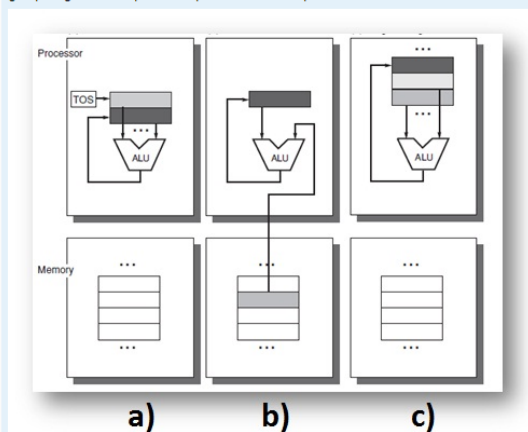 Processor
TOS
ALU
ALU
ALU
Memory
a)
b)
c)